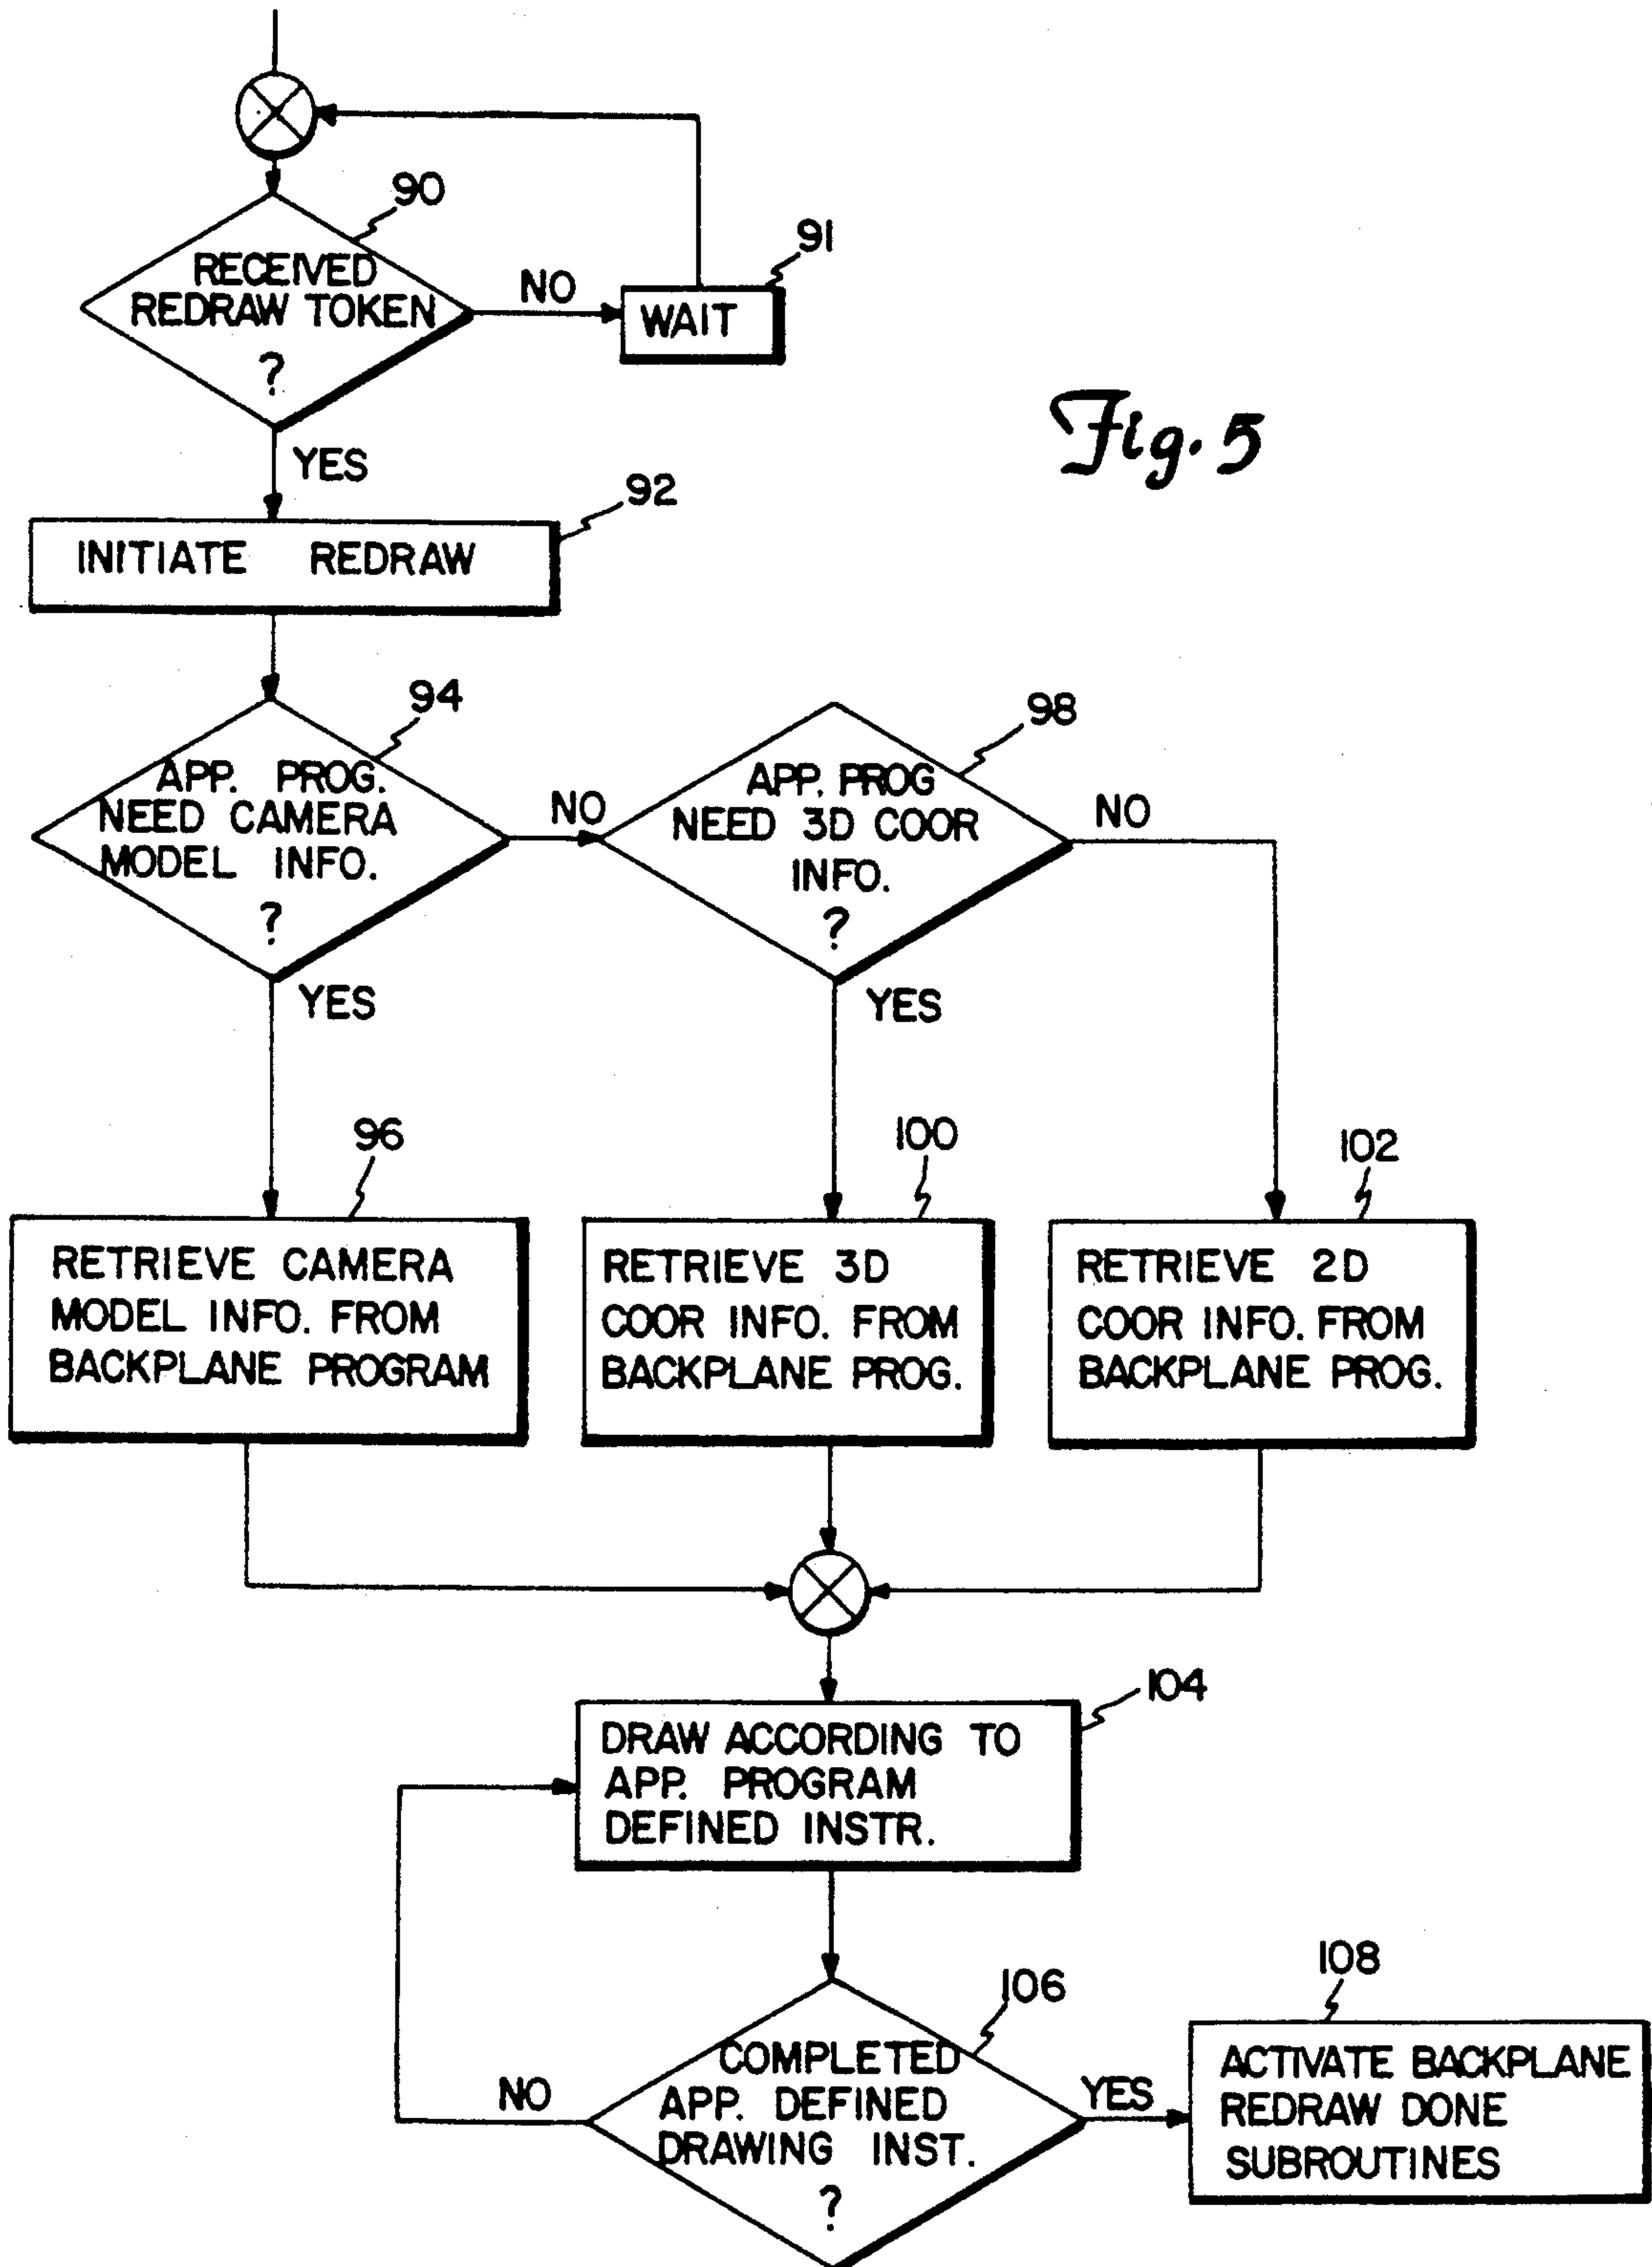 90
RECEIVED
REDRAW TOKEN
?
NO
91
WAIT
Fig. 5
YES
92
INITIATE REDRAW
94
APP. PROG.
NEED CAMERA
MODEL INFO.
?
NO
98
APP. PROG
NEED 3D COOR
INFO.
?
NO
YES
YES
96
RETRIEVE CAMERA
MODEL INFO. FROM
BACKPLANE PROGRAM
100
RETRIEVE 3D
COOR INFO. FROM
BACKPLANE PROG.
102
RETRIEVE 2D
COOR INFO. FROM
BACKPLANE PROG.
104
DRAW ACCORDING TO
APP. PROGRAM
DEFINED INSTR.
106
COMPLETED
APP. DEFINED
DRAWING INST.
?
NO
YES
108
ACTIVATE BACKPLANE
REDRAW DONE
SUBROUTINES